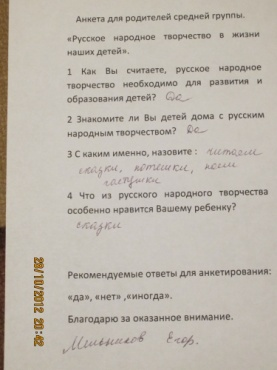 Анкета для родителей средней группы.
«Русское народное творчество в жизни
наших детей».
1 Как Вы считаете, русское народное
творчество необходимо для развития и
образования детей? Да
2 Знакомите ли Вы детей дома с русским
народным творчеством? Да
3 С каким именно, назовите : читаем
сказки, потешки, поем
частушки
4 Что из русского народного творчества
особенно нравится Вашему ребенку?
сказки
Рекомендуемые ответы для анкетирования:
«да», «нет» ,«иногда».
Благодарю за оказанное внимание.
Мельников Егор.
28/10/2012 20:42